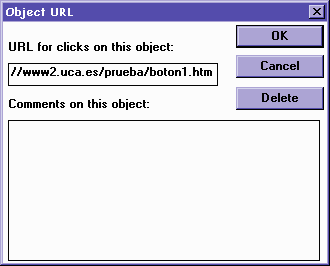 Object URL
URL for clicks on this object:
OK
//www2.uca.es/prueba/boton1.htm
Cancel
Comments on this object:
Delete